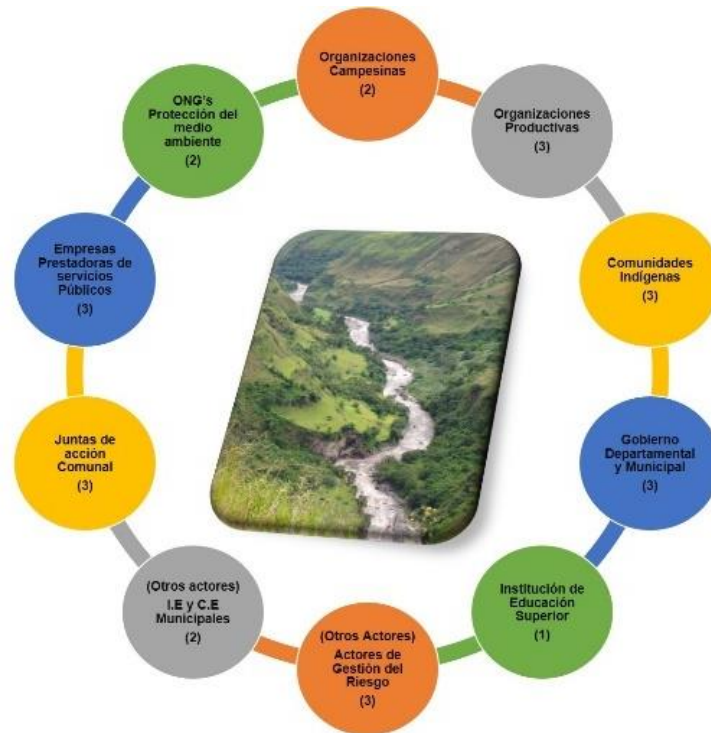 Organizaciones
Campesinas
(2)
Organizaciones
Productivas
(3)
Comunidades
Indígenas
(3)
Gobierno
Departamental
y Municipal
(3)
Institución de
Educación
Superior
(1)
(Otros Actores)
Actores de
Gestión del
Riesgo
(3)
(Otros actores)
I.E y C.E
Municipales
(2)
Juntas de
acción
Comunal
(3)
Empresas
Prestadoras de
servicios
Públicos
(3)
ONG's
Protección del
medio
ambiente
(2)